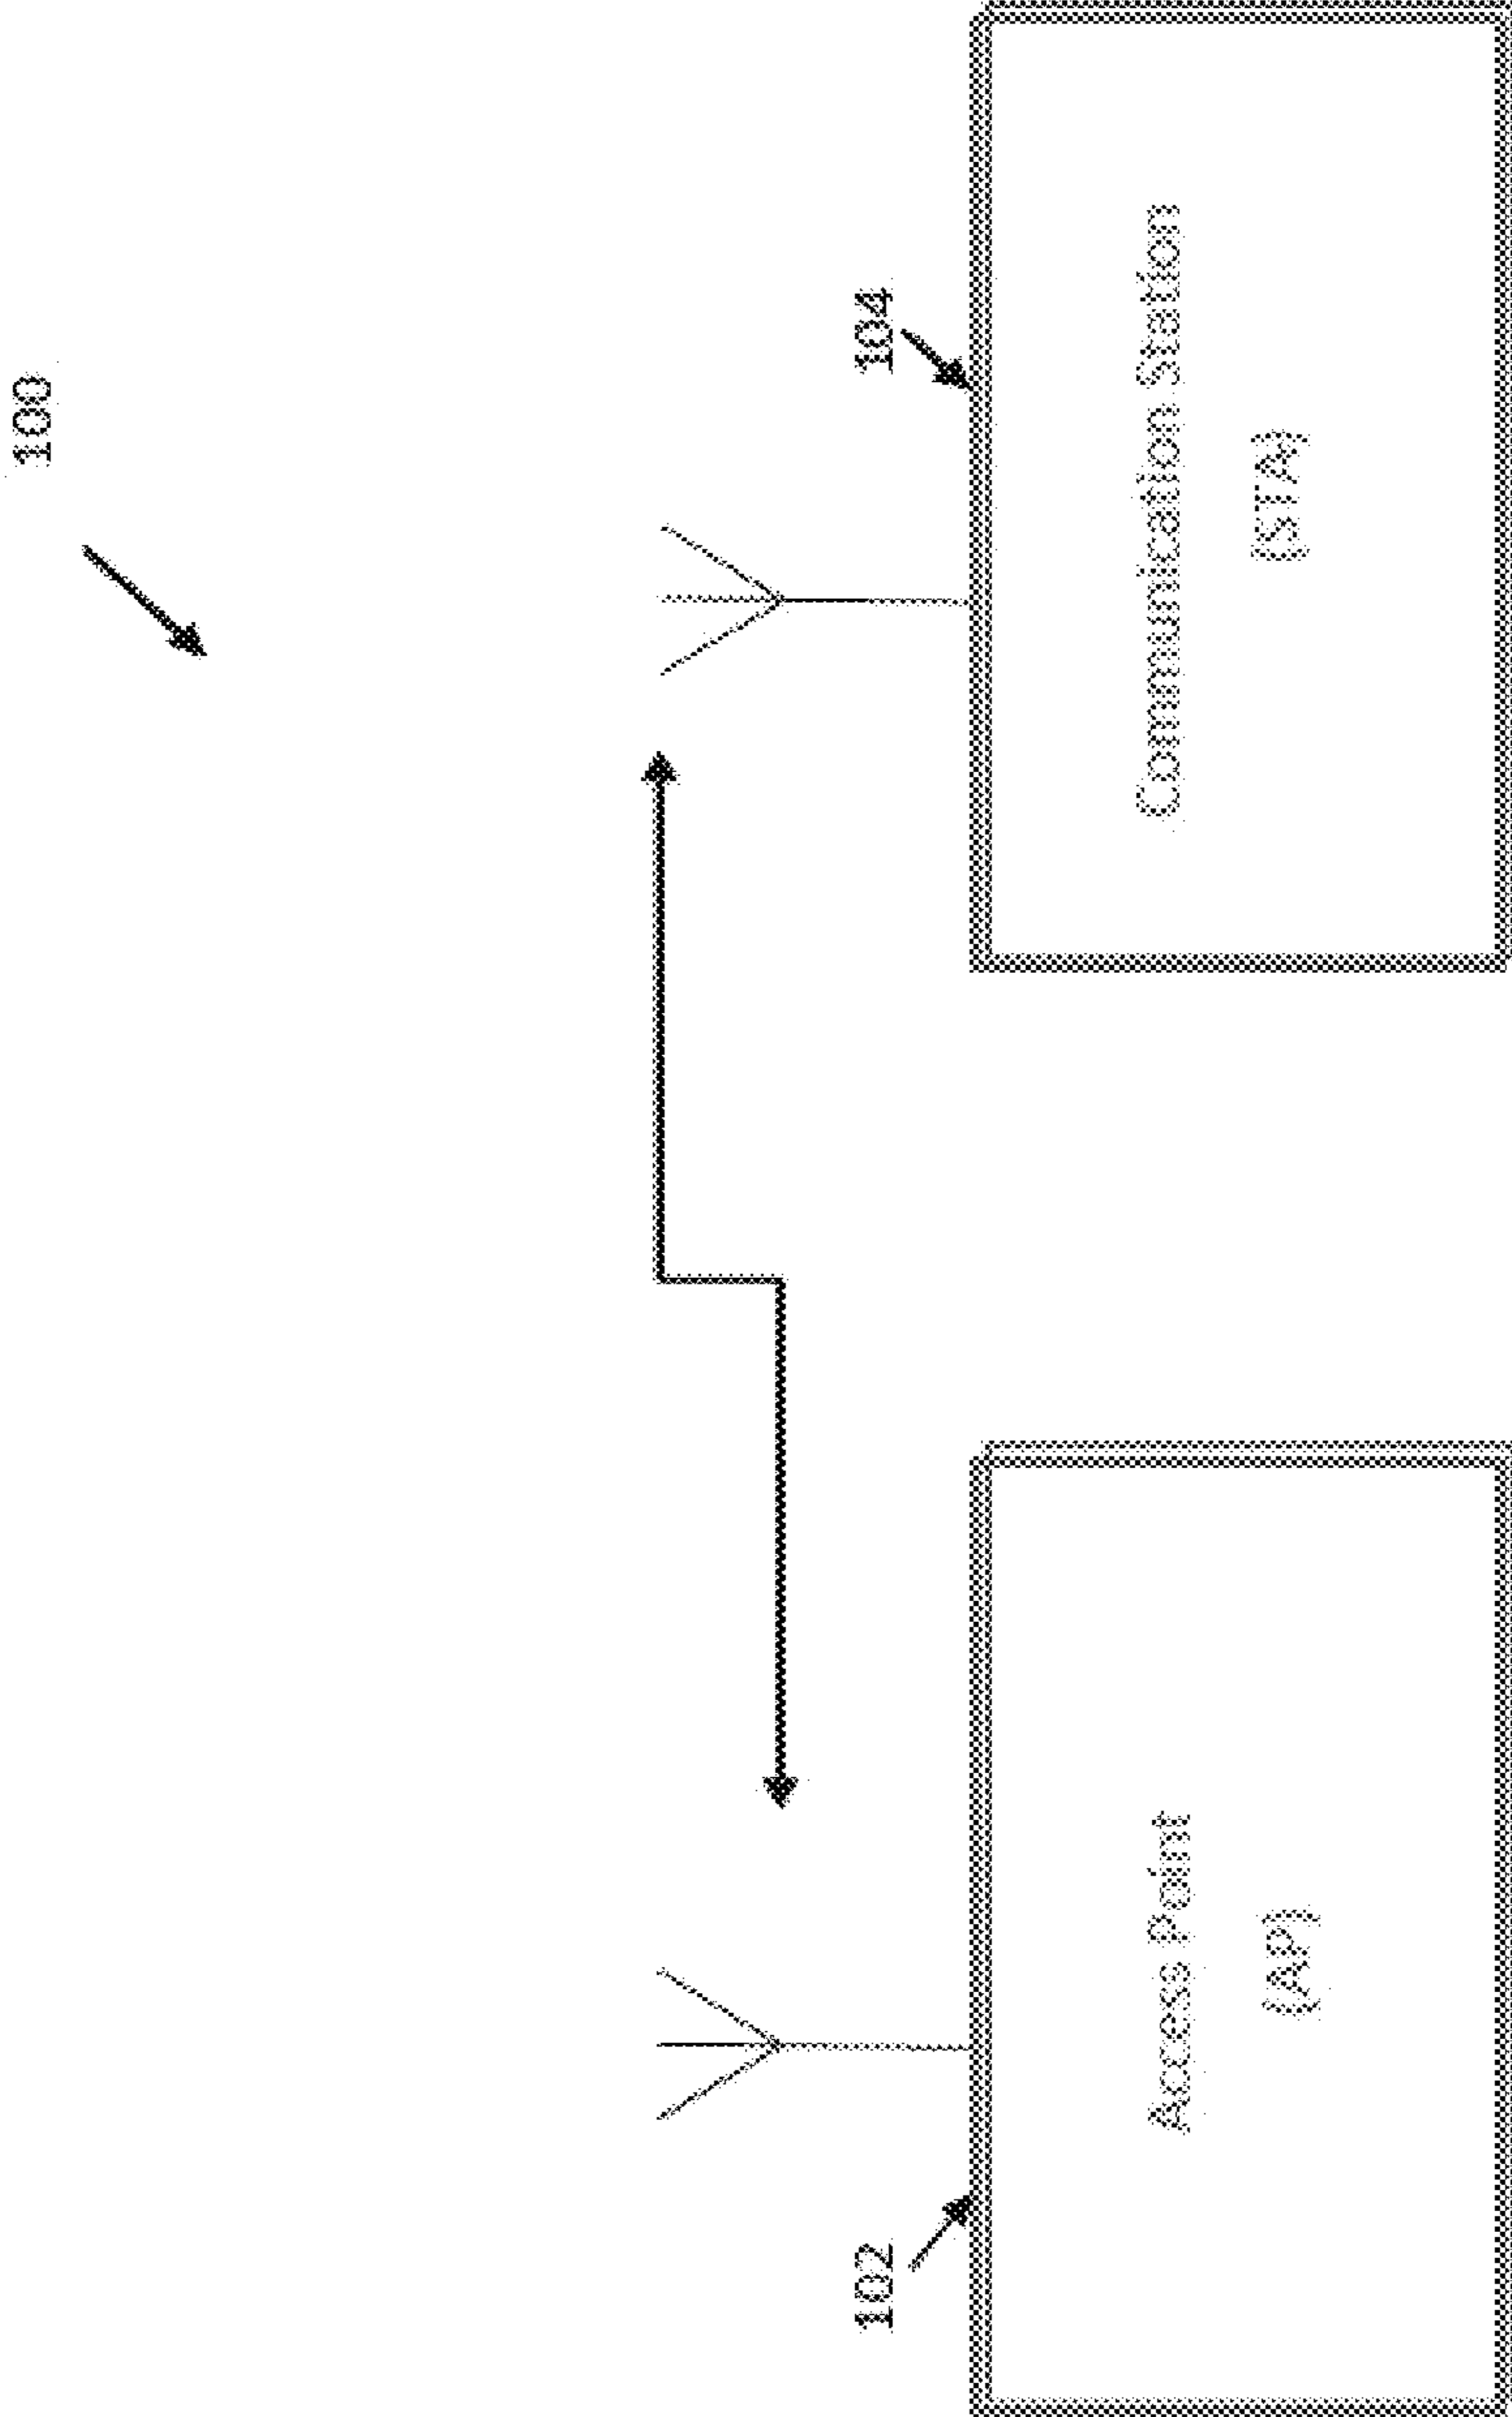 100
102
104
Access Point
(AP)
Communication Station
(STA)